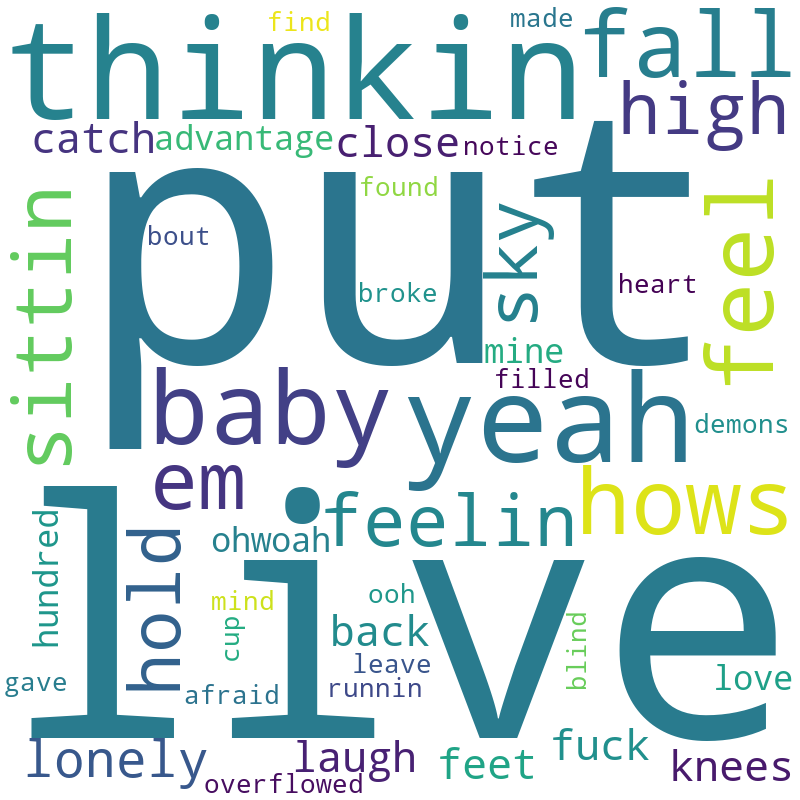 find
made
thinkin
fall
high
catch
advantage
close
notice
put
found
feel
sittin
bout
sky
heart
broke
mine
baby
yeah
filled
demons
em
hows
feelin
live
hundred
hold
ohwoah
mind
ooh
cup
back
blind
leave
love
gave
afraid
runnin
lonely
laugh
feet
fuck
knees
overflowed